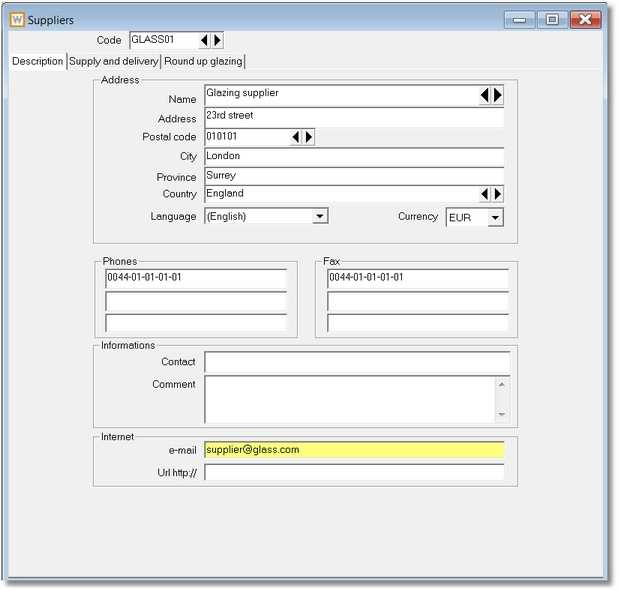 W Suppliers
Code GLASS01
Description Supply and delivery Round up glazing
Address
Name Glazing supplier
Address 23rd street
Postal code 010101
City London
Province Surrey
Country England
Language (English) Currency EUR
Phones Fax
0044-01-01-01-01 0044-01-01-01-01
Informations
Contact
Comment
Internet
e-mail supplier@glass.com
Url http://